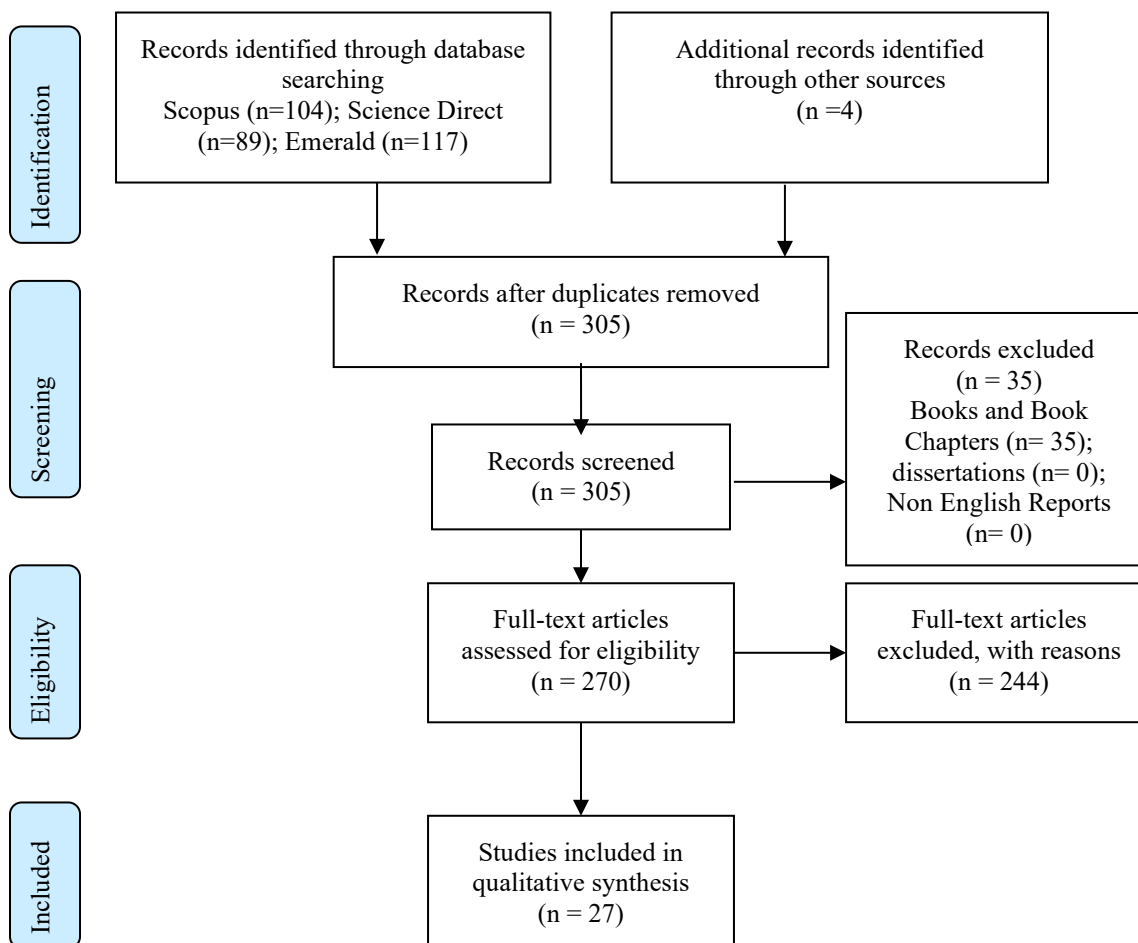 Identification
Records identified through database
searching
Scopus (n=104); Science Direct
(n=89); Emerald (n=117)
Additional records identified
through other sources
(n =4)
Screening
Records after duplicates removed
(n = 305)
Records screened
(n = 305)
Records excluded
(n = 35)
Books and Book
Chapters (n= 35);
dissertations (n= 0);
Non English Reports
(n= 0)
Eligibility
Full-text articles
assessed for eligibility
(n = 270)
Full-text articles
excluded, with reasons
(n = 244)
Included
Studies included in
qualitative synthesis
(n = 27)